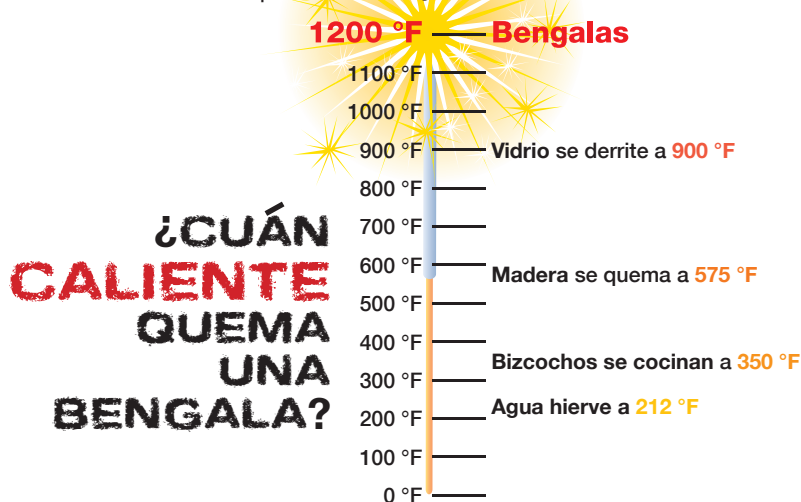 1200 °F Bengalas
1100 °F
1000 °F
900 °F Vidrio se derrite a 900 °F
800 °F
700 °F
600 °F
Madera se quema a 575 °F
500 °F
400 °F
Bizcochos se cocinan a 350 °F
300 °F
Agua hierve a 212 °F
200 °F
100 °F
0 °F
¿CUÁN
CALIENTE
QUEMA
UNA
BENGALA?